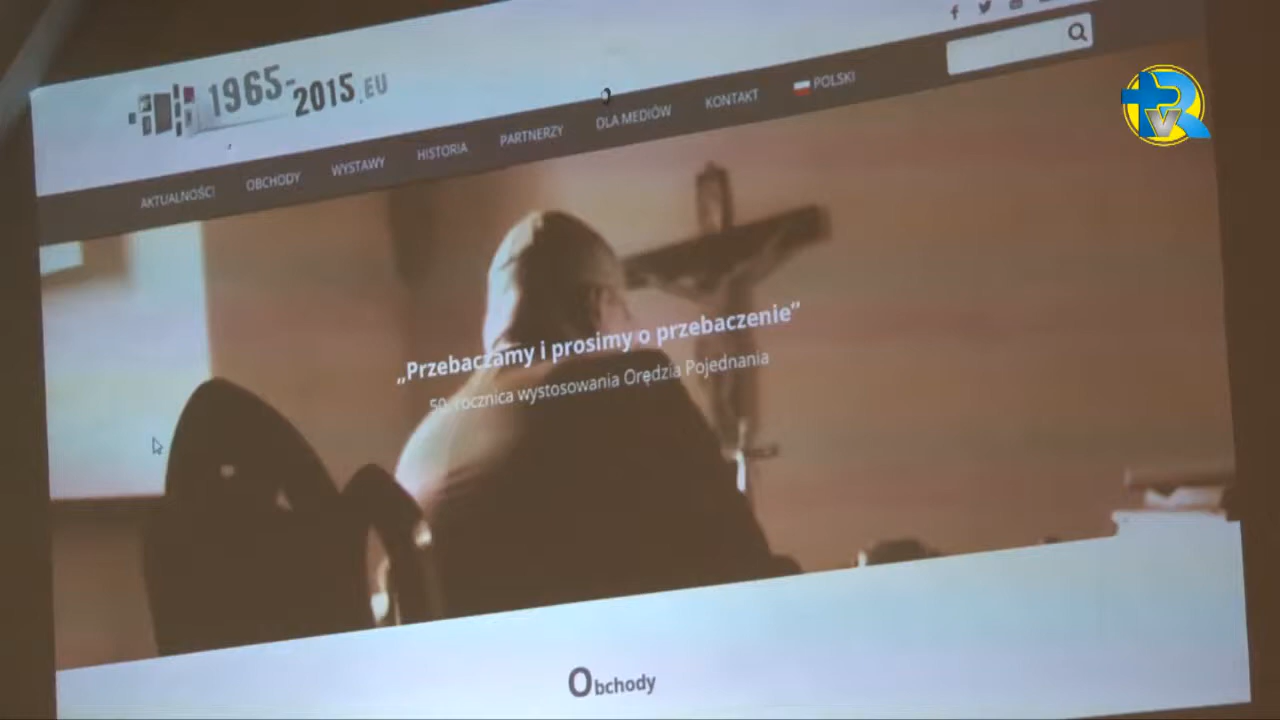 1965-
2015.EU
AKTUALNOŚCI OBCHODY WYSTAWY HISTORIA PARTNERZY DLA MEDIÓW KONTAKT POLSKI
„Przebaczamy i prosimy o przebaczenie”
50. rocznica wystosowania Orędzia Pojednania
Obchody
TVR